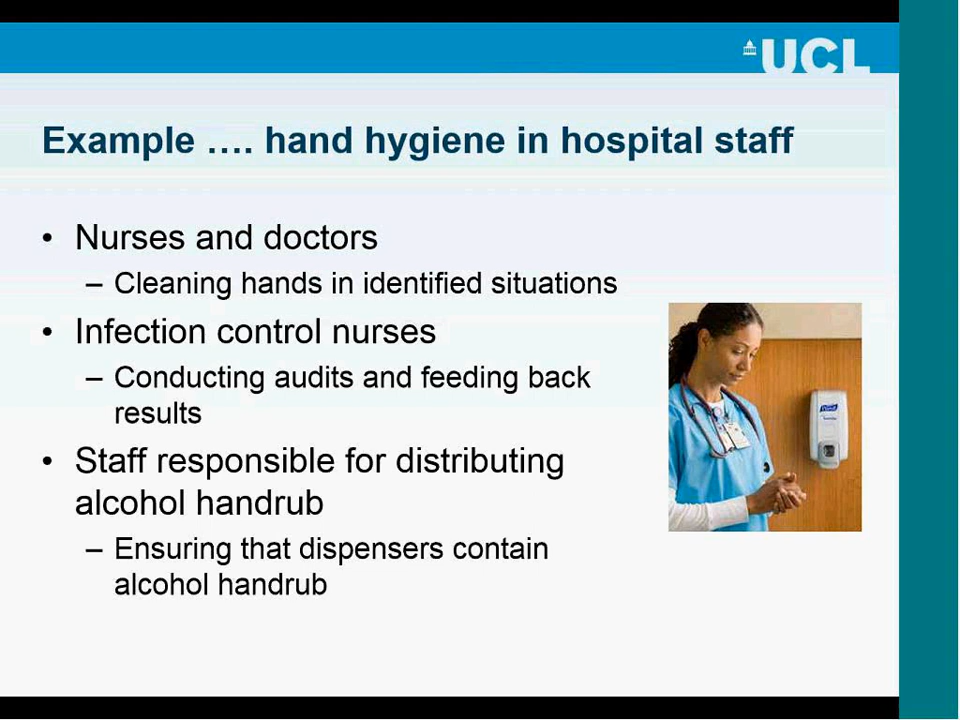 UCL
Example .... hand hygiene in hospital staff
• Nurses and doctors
– Cleaning hands in identified situations
• Infection control nurses
– Conducting audits and feeding back
results
• Staff responsible for distributing
alcohol handrub
– Ensuring that dispensers contain
alcohol handrub